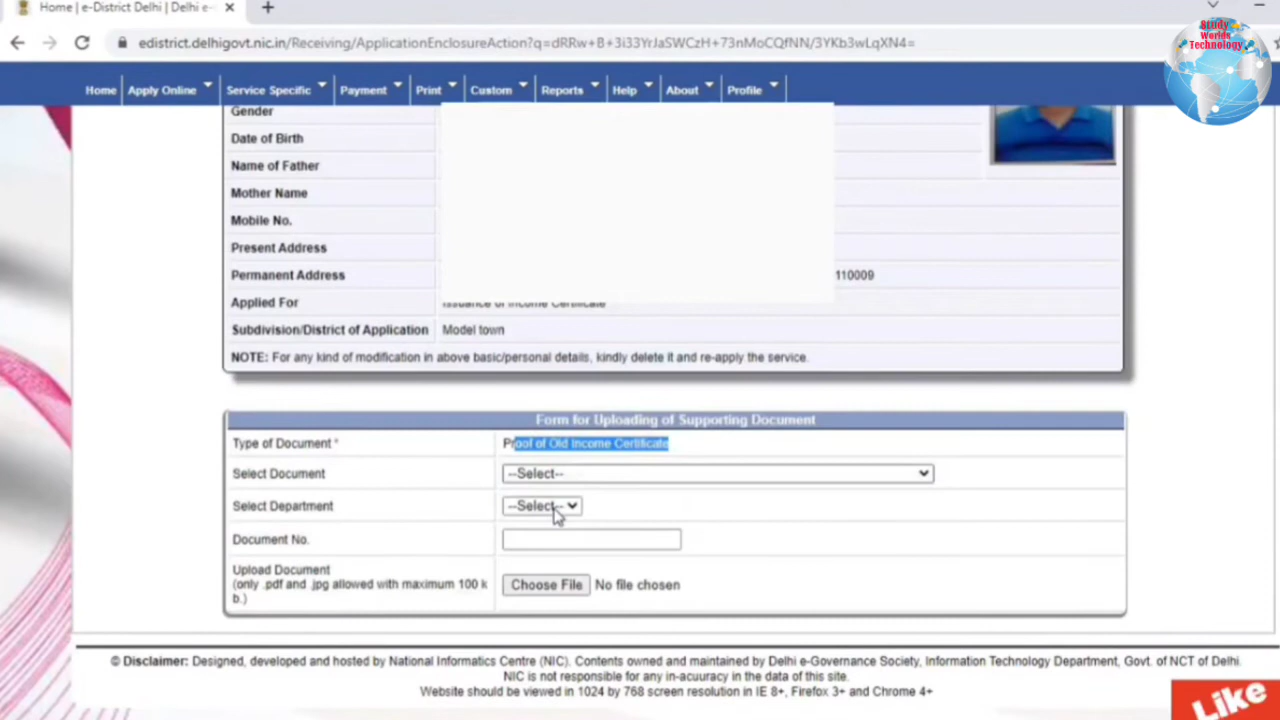 Home | e-District Delhi | Delhi e-
edistrict.delhigovt.nic.in/Receiving/ApplicationEnclosureAction?q=dRRw+B+3i33YrJaSWCzH+73nMoCQfNN/3YKb3wLqXN4=
Study
Worlds
Technology
Home Apply Online Service Specific Payment Print Custom Reports Help About Profile
Gender
Date of Birth
Name of Father
Mother Name
Mobile No.
Present Address
Permanent Address 110009
Applied For Issuance of Income Certificate
Subdivision/District of Application Model town
NOTE: For any kind of modification in above basic/personal details, kindly delete it and re-apply the service.
Form for Uploading of Supporting Document
Type of Document * Proof of Old Income Certificate
Select Document --Select--
Select Department --Select--
Document No.
Upload Document
(only .pdf and .jpg allowed with maximum 100 k
b.) Choose File No file chosen
© Disclaimer: Designed, developed and hosted by National Informatics Centre (NIC). Contents owned and maintained by Delhi e-Governance Society, Information Technology Department, Govt. of NCT of Delhi.
NIC is not responsible for any in-acuuracy in the data of this site.
Website should be viewed in 1024 by 768 screen resolution in IE 8+, Firefox 3+ and Chrome 4+
Like